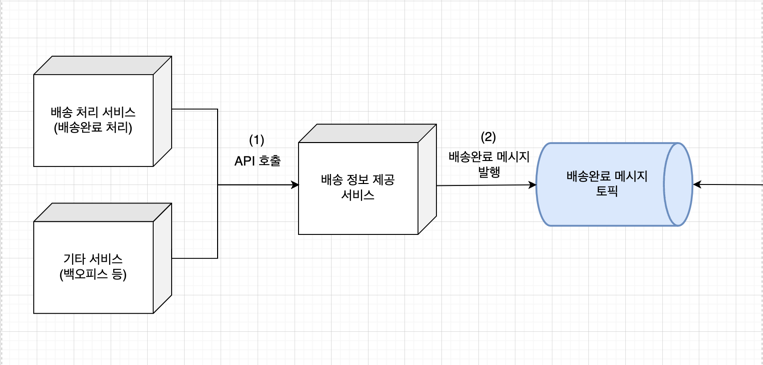 배송 처리 서비스
(배송완료 처리)
기타 서비스
(백오피스 등)
(1)
API 호출
배송 정보 제공
서비스
(2)
배송완료 메시지
발행
배송완료 메시지
토픽